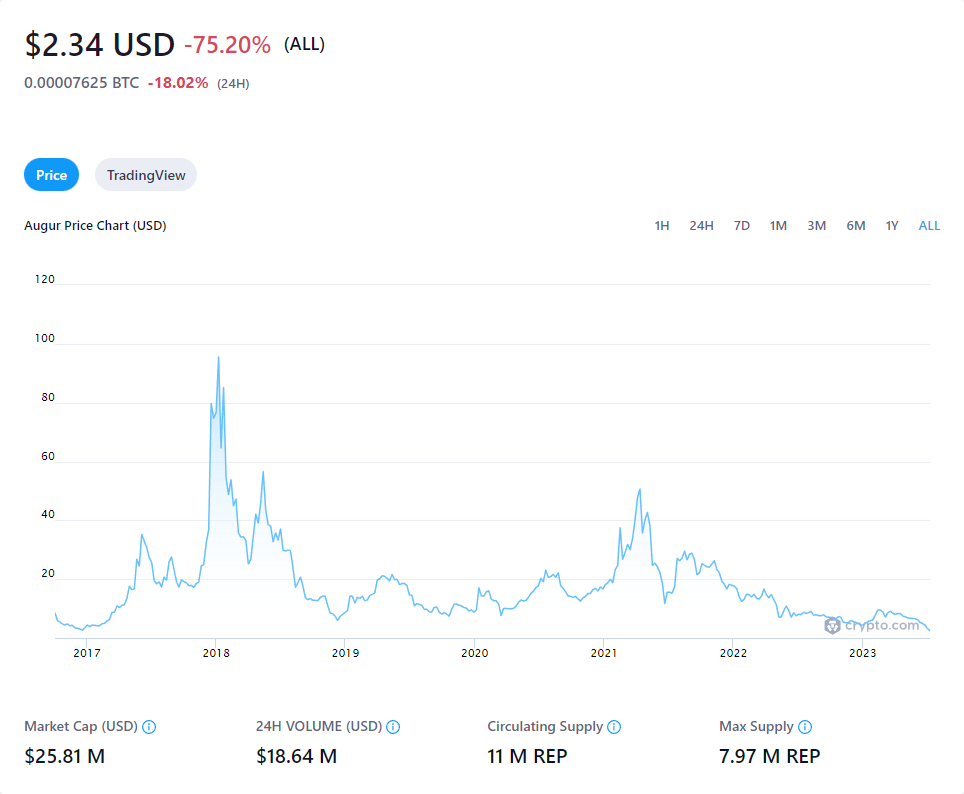 $2.34 USD -75.20% (ALL)
0.00007625 BTC -18.02% (24H)
Price TradingView
Augur Price Chart (USD) 1H 24H 7D 1M 3M 6M 1Y ALL
120
100
80
60
40
20
crypto.com
2017 2018 2019 2020 2021 2022 2023
Market Cap (USD) 24H VOLUME (USD) Circulating Supply Max Supply
$25.81 M $18.64 M 11 M REP 7.97 M REP